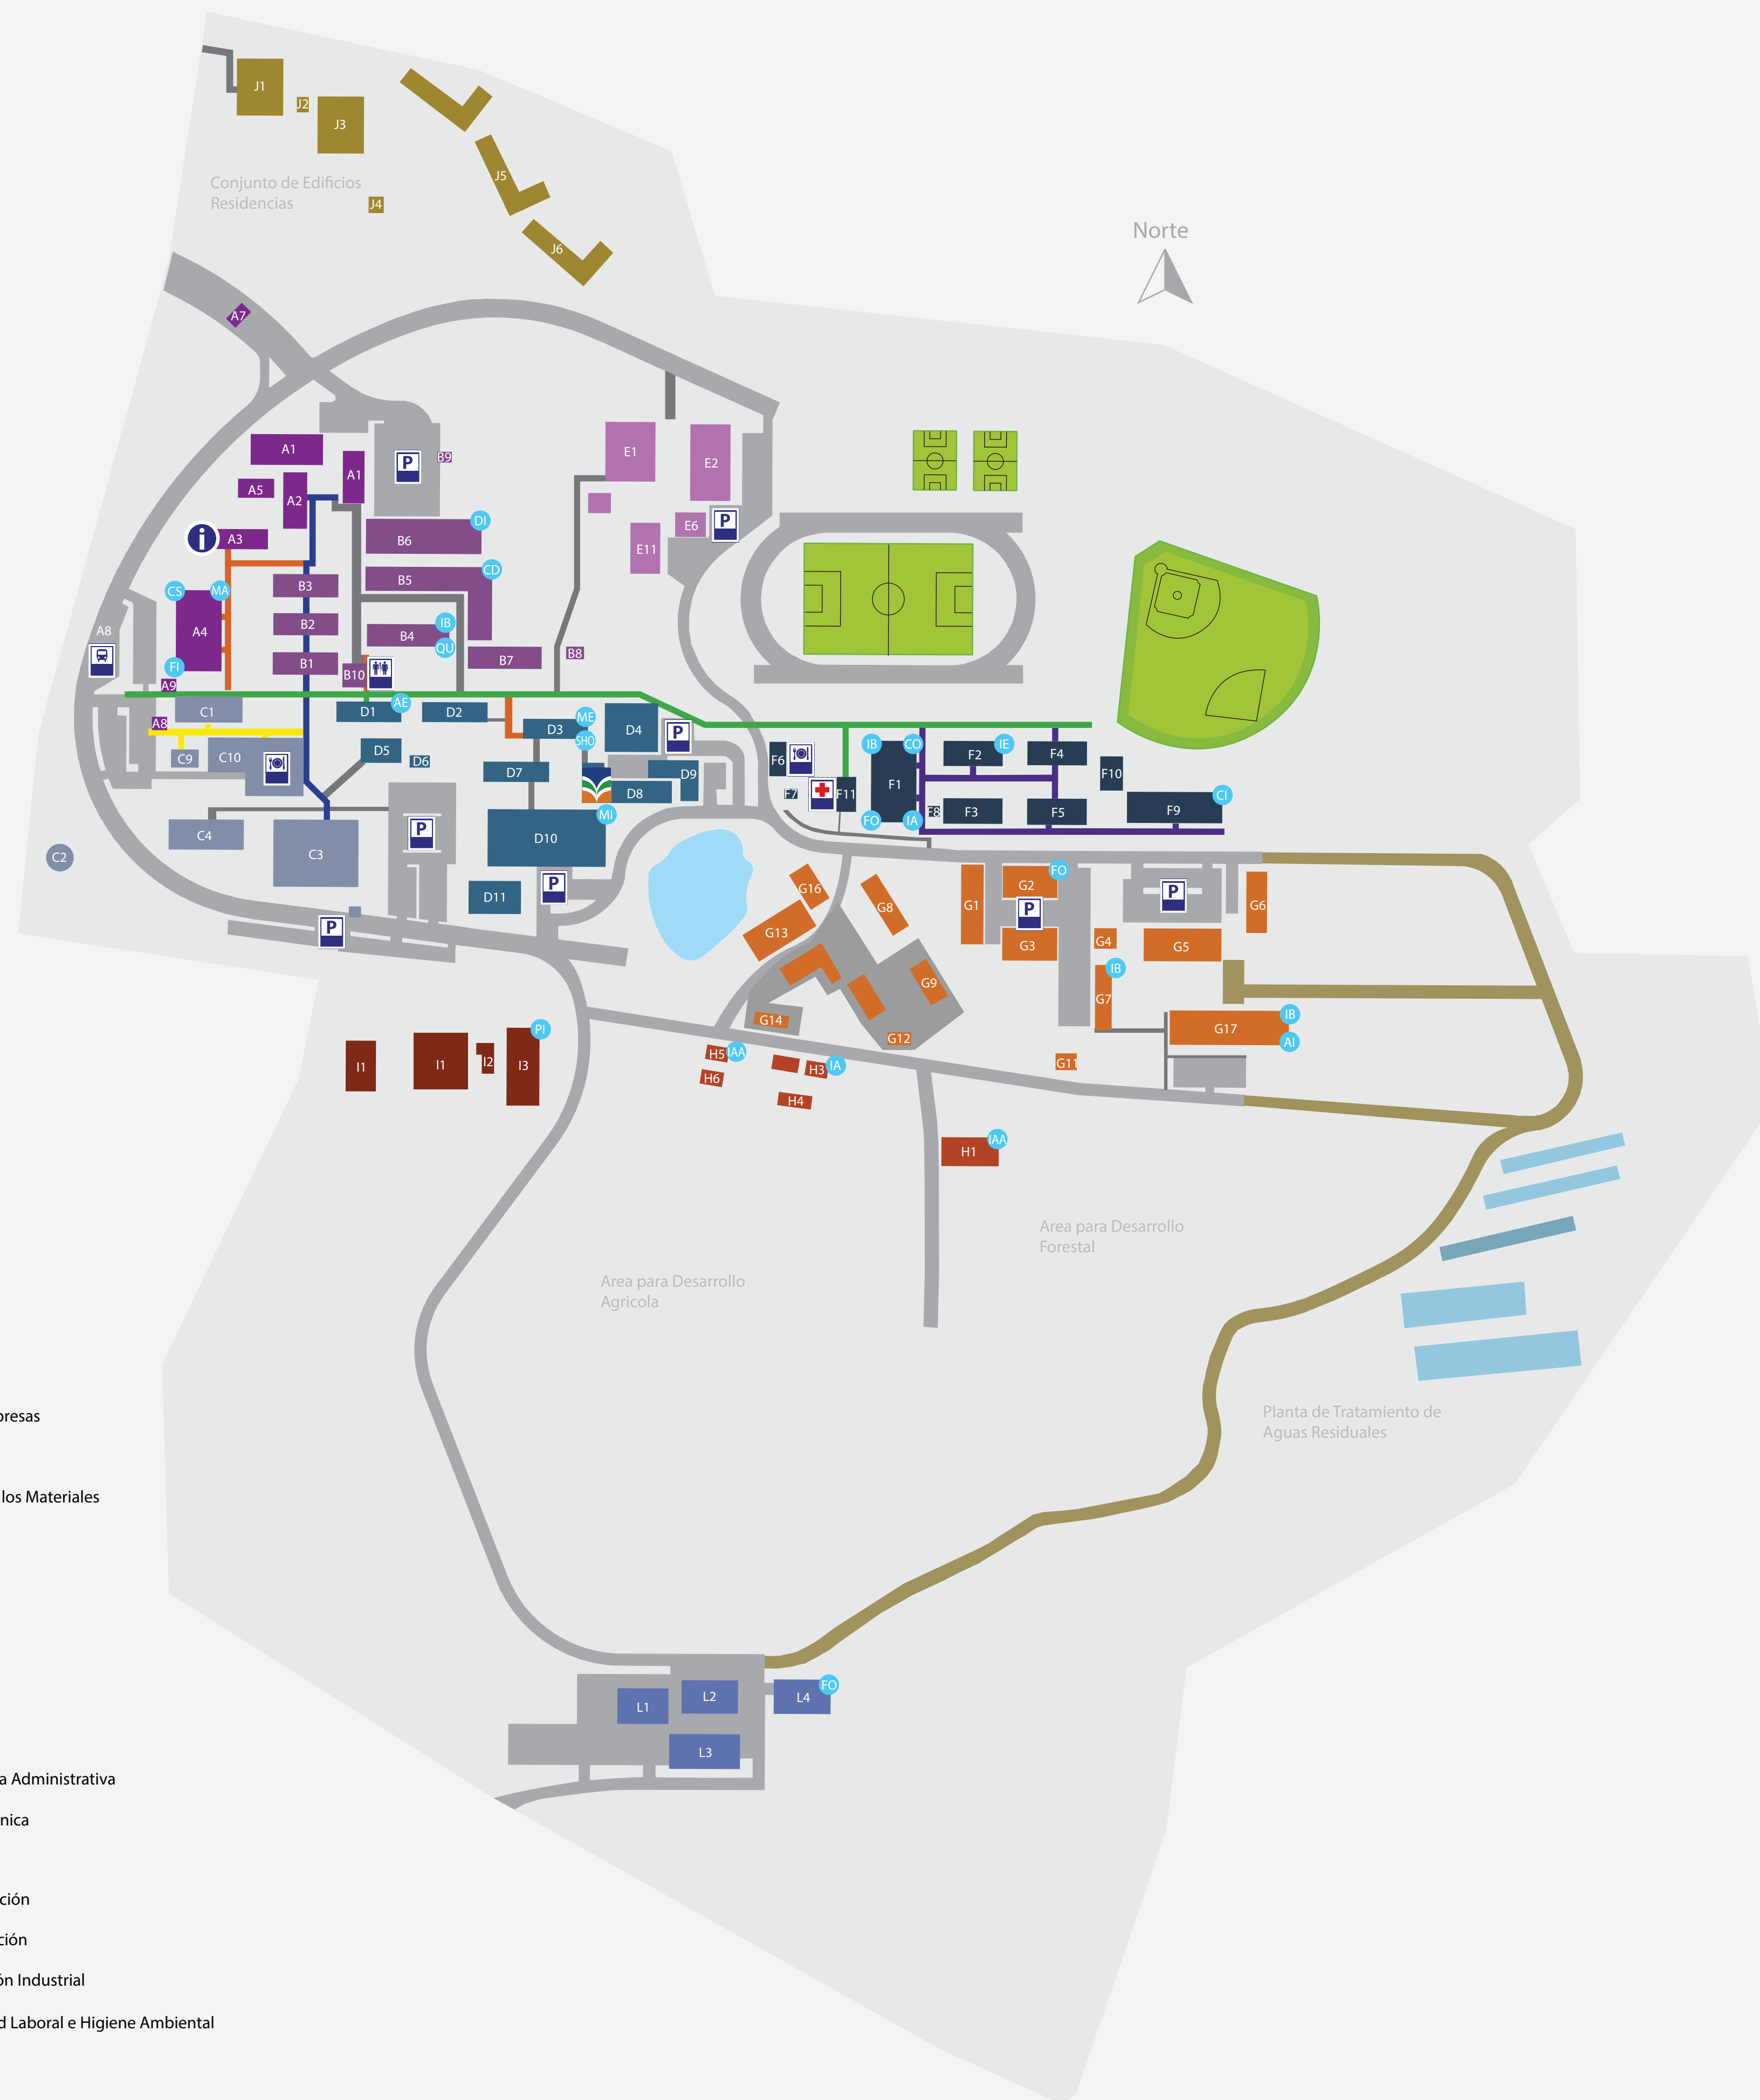 J1
J2
J3
J5
Conjunto de Edificios
Residencias
J4
J6
Norte
A7
A1
A1
P
B9
E1
E2
A5
A2
DI
E6
P
i
A3
B6
E11
CD
B5
B3
CS
MA
A4
B2
IB
B4
QU
A8
B1
B10
B7
B8
FI
A9
AE
C1
D1
D2
ME
D3
D4
P
A8
SHO
C9
C10
D5
D6
D7
D9
D8
F6
IB
CO
F2
IE
F4
F1
F10
F7
F11
F8
F3
F5
F9
CI
FO
IA
MI
C4
P
D10
C2
C3
D11
P
P
G16
G8
G13
G1
G2
FO
P
G3
P
G6
G4
G5
IB
G9
G7
G14
G12
G17
IB
AI
G11
PI
I1
I1
I2
I3
H5
IAA
H6
H3
IA
H4
IAA
H1
Area para Desarrollo
Forestal
Area para Desarrollo
Agricola
Planta de Tratamiento de
Aguas Residuales
presas
los Materiales
L1
L2
L4
FO
L3
a Administrativa
nica
ción
ción
ón Industrial
d Laboral e Higiene Ambiental